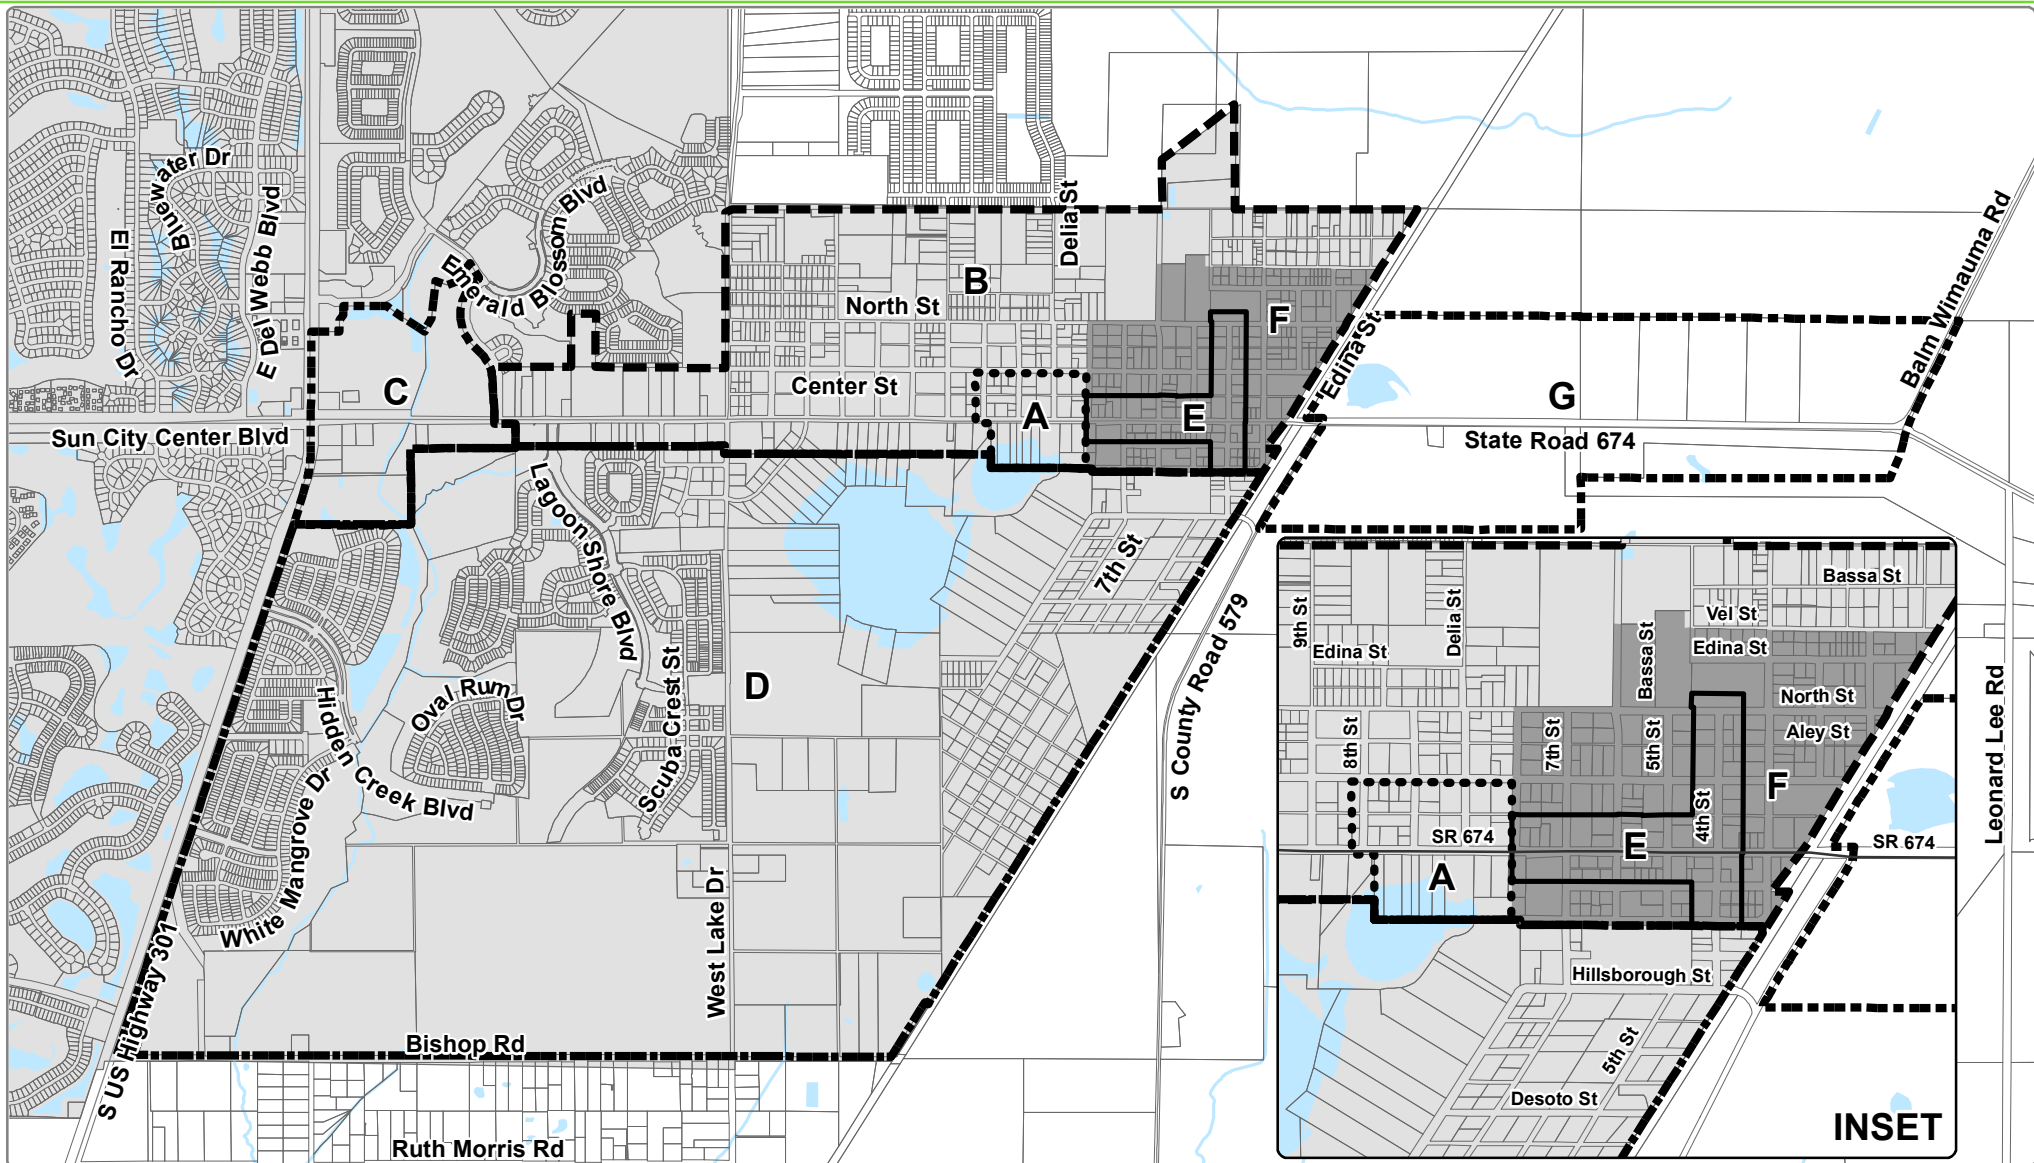 Bluewater Dr
El Rancho Dr
E Del Webb Blvd
Emerald Blossom Blvd
Delia St
B
North St
F
Edina St
Balm Wimauma Rd
C
Center St
A
E
G
Sun City Center Blvd
State Road 674
Lagoon Shore Blvd
7th St
S County Road 579
D
Scuba Crest St
Oval Rum Dr
Hidden Creek Blvd
White Mangrove Dr
West Lake Dr
S US Highway 301
Bishop Rd
Ruth Morris Rd
Leonard Lee Rd
Bassa St
Vel St
9th St
Delia St
Edina St
Bassa St
Edina St
North St
8th St
7th St
5th St
Aley St
F
4th St
SR 674
E
SR 674
A
Hillsborough St
5th St
Desoto St
INSET